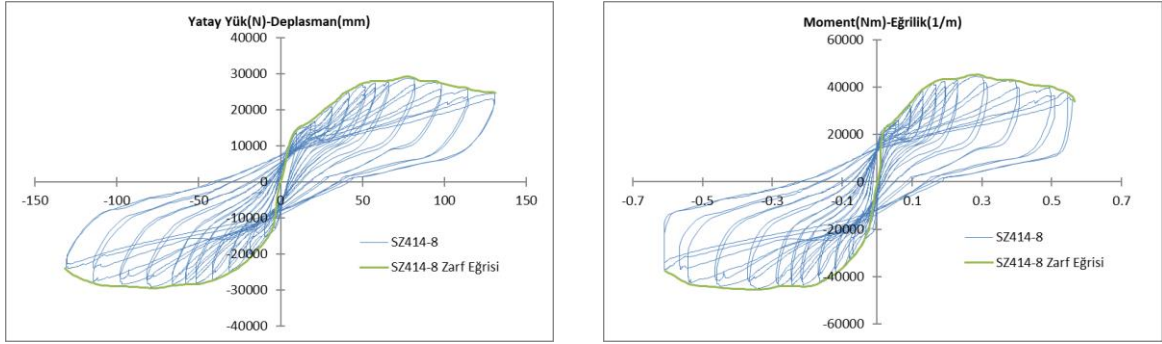 Yatay Yük(N)-Deplasman(mm)
40000
30000
20000
10000
0
-10000
-20000
-30000
-40000
-150 -100 -50 0 50 100 150
SZ414-8
SZ414-8 Zarf Eğrisi
Moment(Nm)-Eğrilik(1/m)
60000
40000
20000
0
-20000
-40000
-60000
-0.7 -0.5 -0.3 -0.1 0.1 0.3 0.5 0.7
SZ414-8
SZ414-8 Zarf Eğrisi